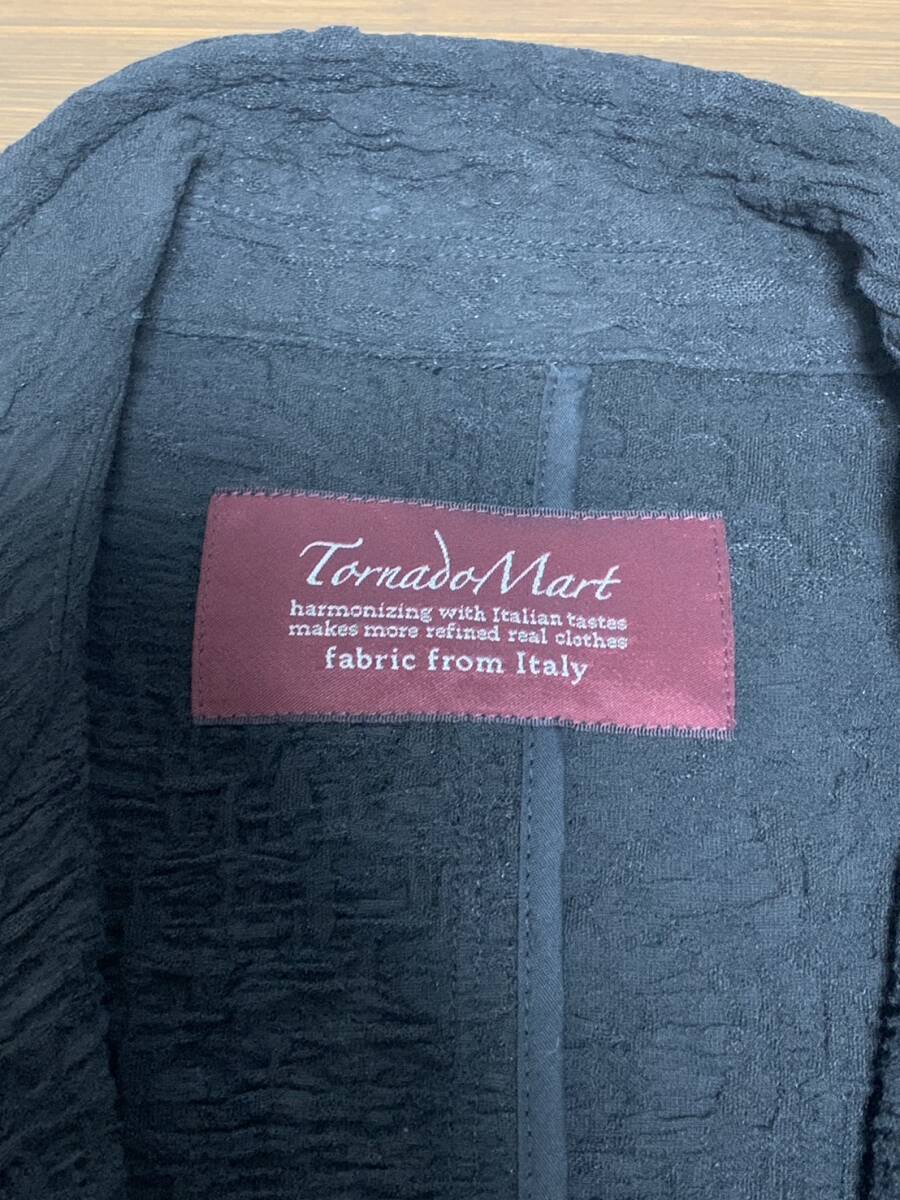 TornadoMart
harmonizing with Italian tastes
makes more refined real clothes
fabric from Italy